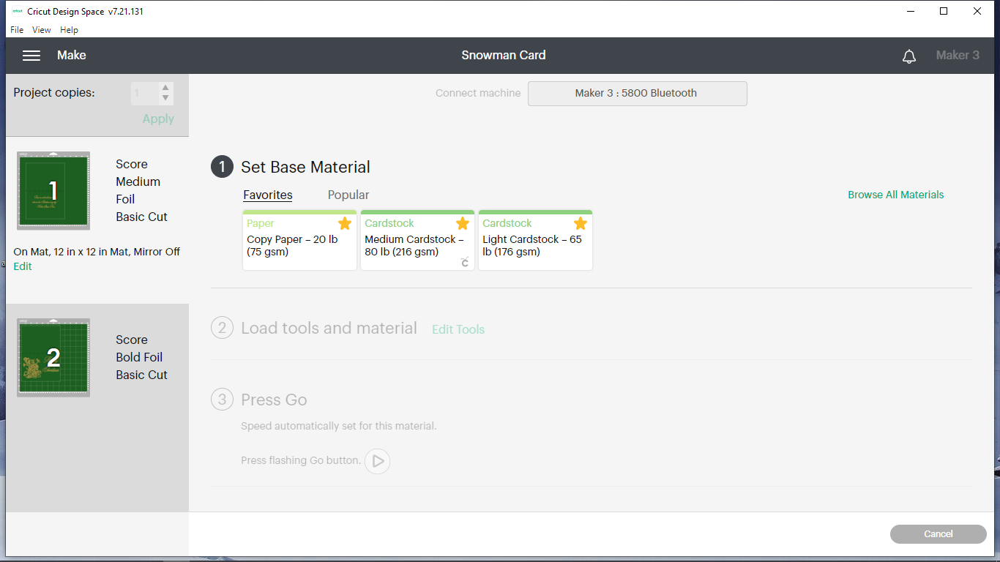 cricut Cricut Design Space v7.21.131
File View Help
Make
Snowman Card
Maker 3
Project copies:
1
Apply
Connect machine
Maker 3 : 5800 Bluetooth
1
Score
Medium
Foil
Basic Cut
On Mat, 12 in x 12 in Mat, Mirror Off
Edit
2
Score
Bold Foil
Basic Cut
1 Set Base Material
Favorites Popular
Browse All Materials
Paper
Copy Paper – 20 lb
(75 gsm)
Cardstock
Medium Cardstock –
80 lb (216 gsm)
Cardstock
Light Cardstock – 65
lb (176 gsm)
2 Load tools and material Edit Tools
3 Press Go
Speed automatically set for this material.
Press flashing Go button.
Cancel